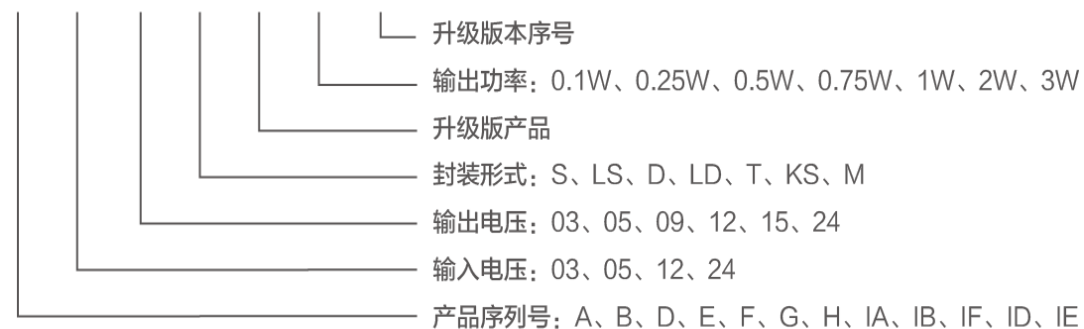 升级版本序号
输出功率：0.1W、0.25W、0.5W、0.75W、1W、2W、3W
升级版产品
封装形式：S、LS、D、LD、T、KS、M
输出电压：03、05、09、12、15、24
输入电压：03、05、12、24
产品序列号：A、B、D、E、F、G、H、IA、IB、IF、ID、IE